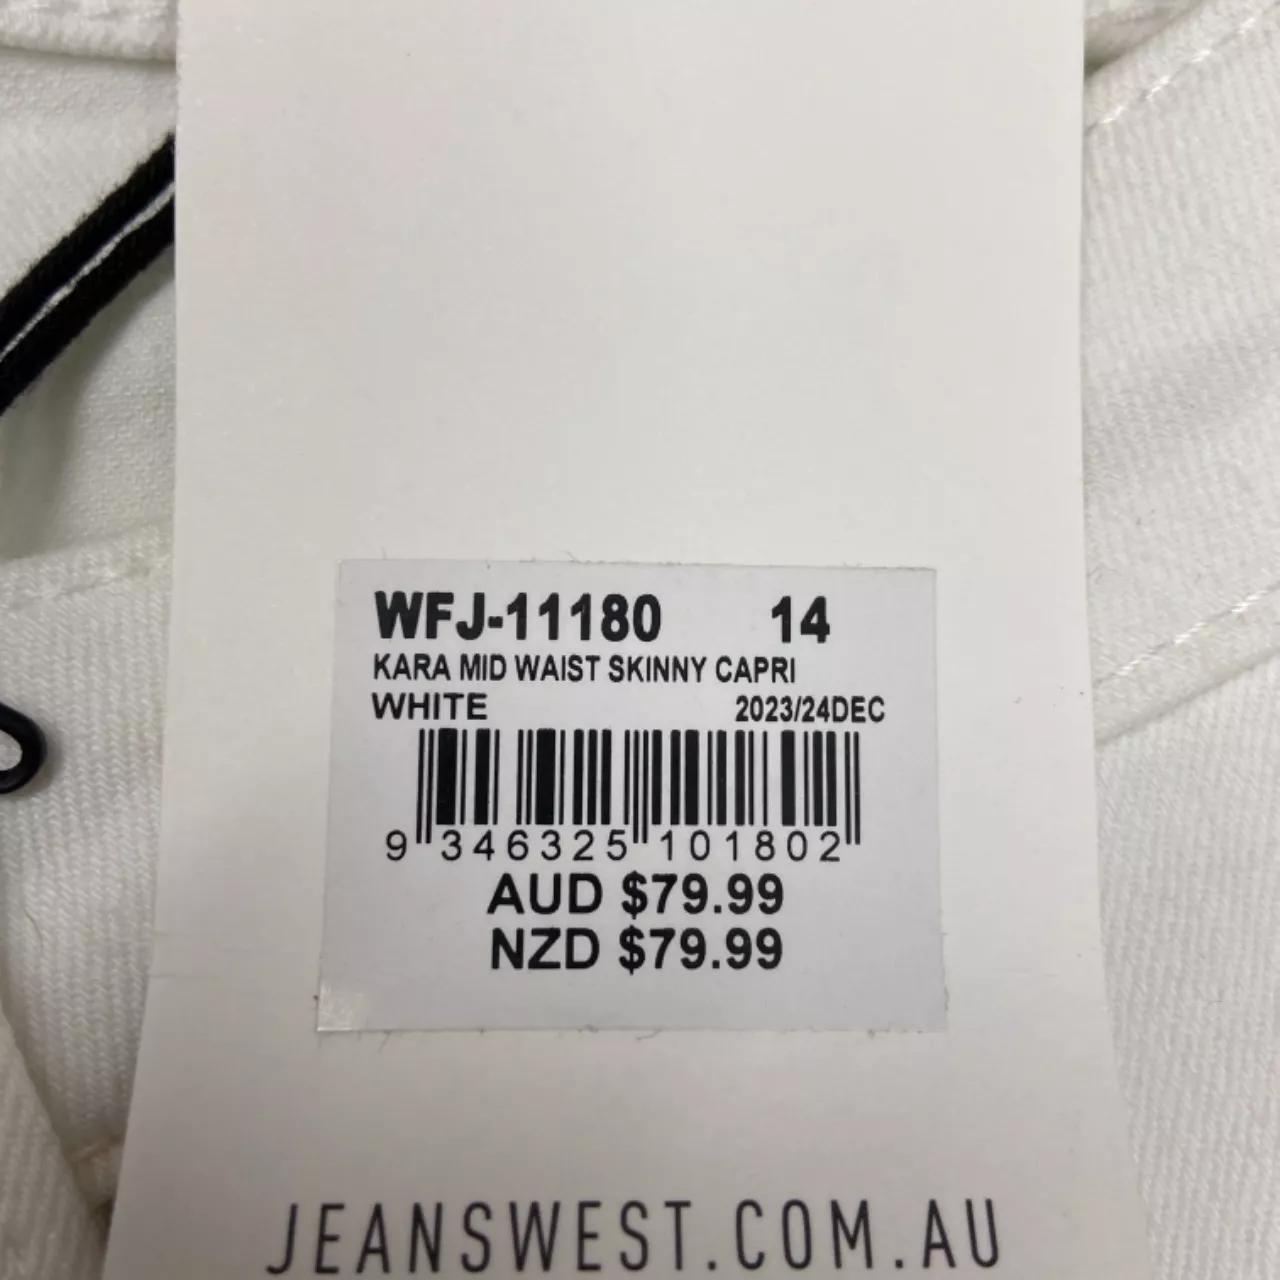 WFJ-11180 14
KARA MID WAIST SKINNY CAPRI
WHITE 2023/24DEC
9 346325 101802
AUD $79.99
NZD $79.99
JEANSWEST.COM.AU